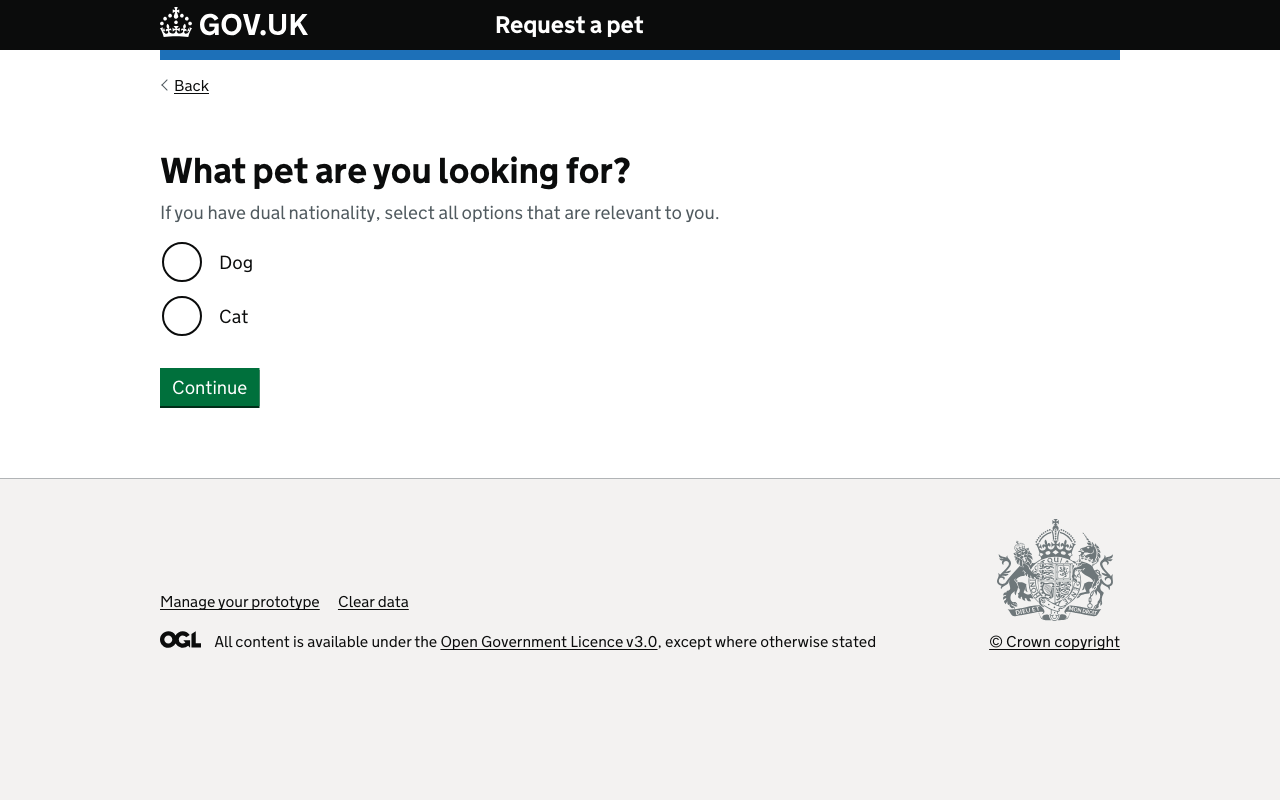 GOV.UK
Request a pet
Back
What pet are you looking for?
If you have dual nationality, select all options that are relevant to you.
Dog
Cat
Continue
Manage your prototype Clear data
OGL All content is available under the Open Government Licence v3.0, except where otherwise stated
© Crown copyright